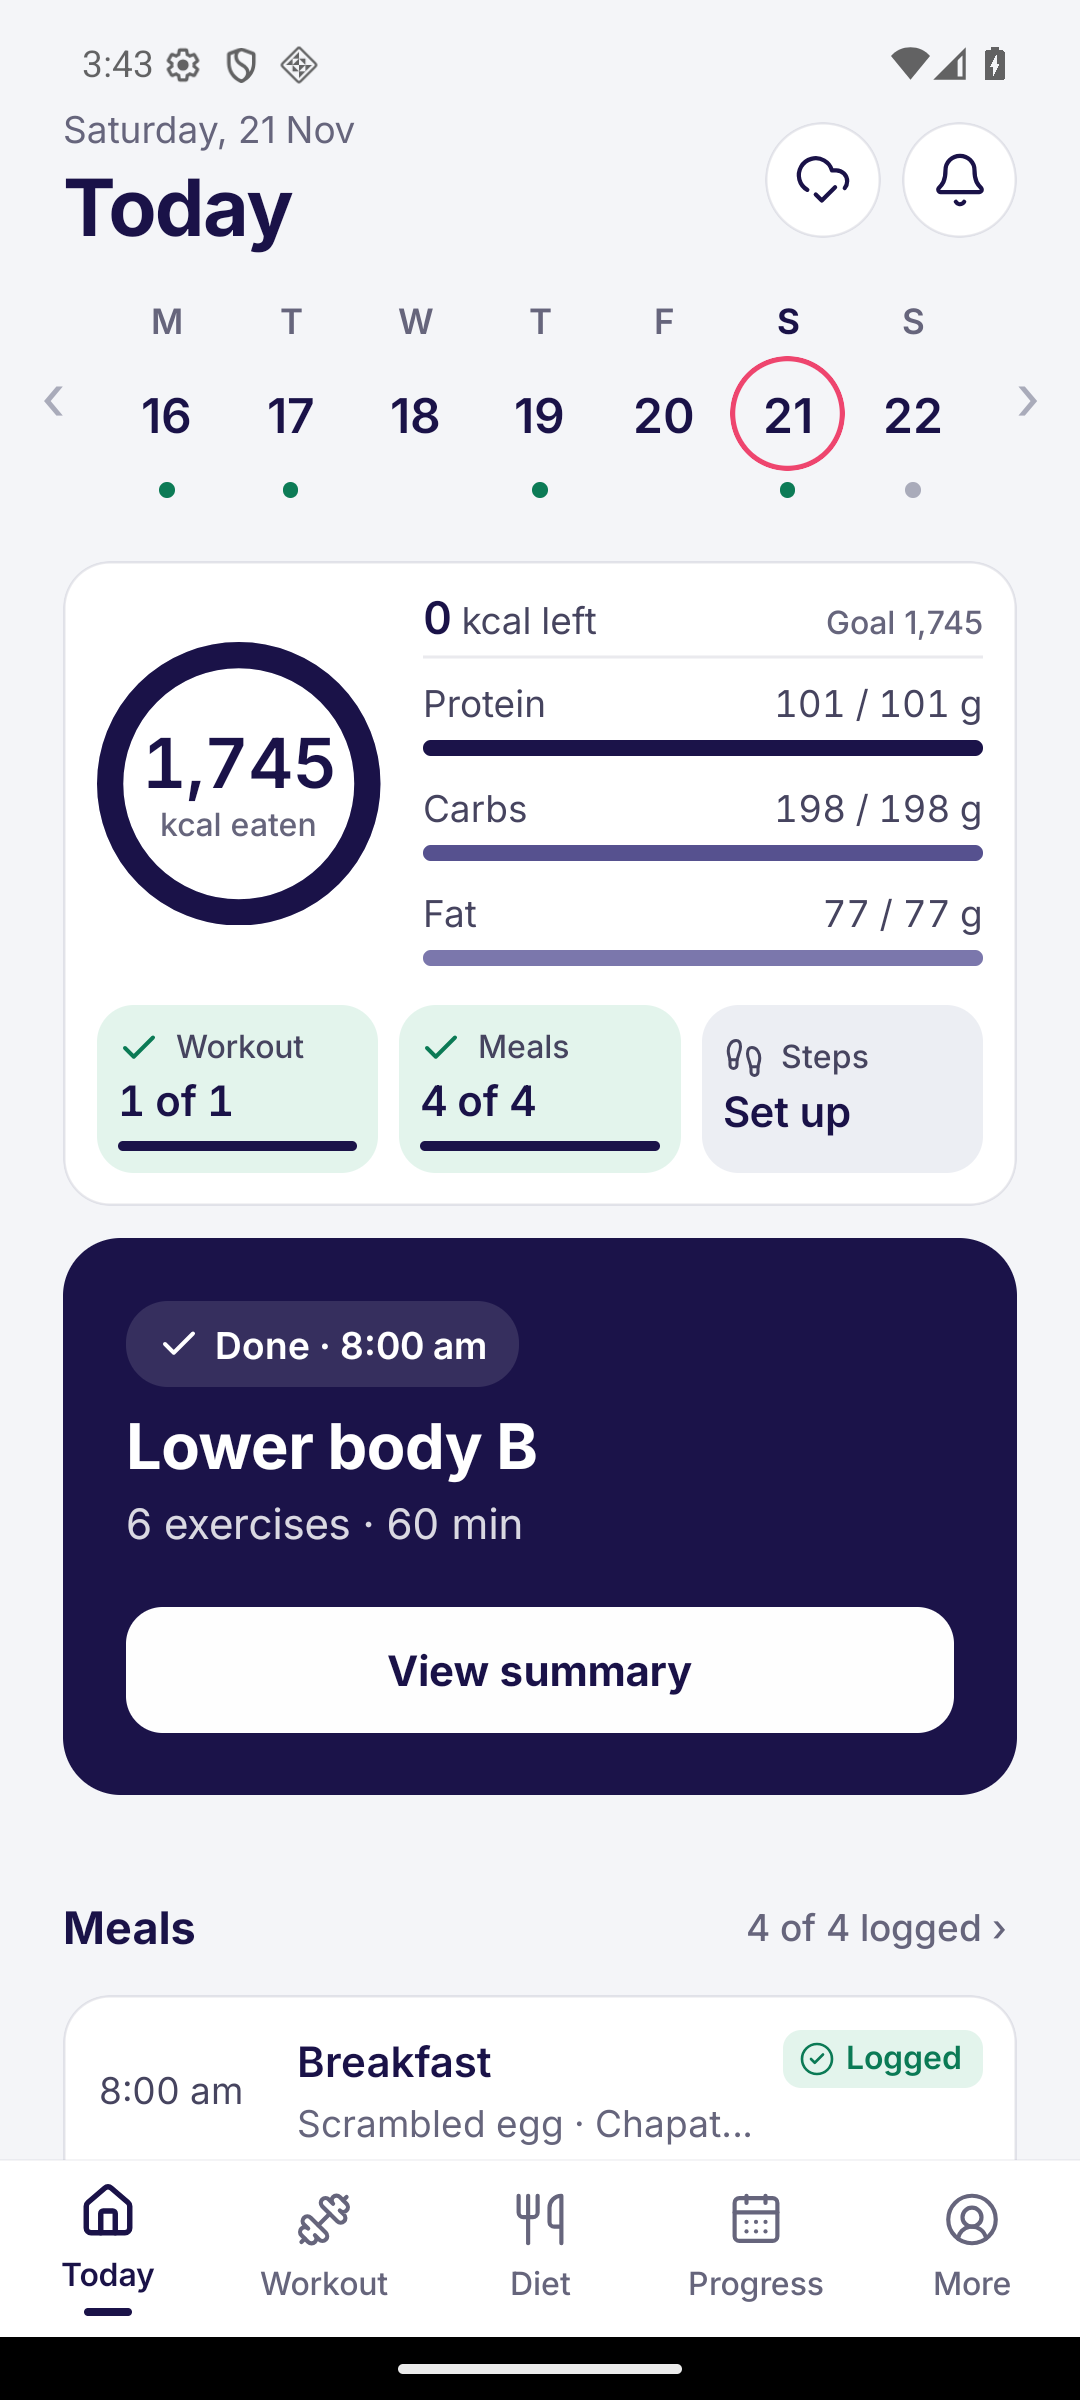 3:43
Saturday, 21 Nov
Today
M T W T F S S
16 17 18 19 20 21 22
0 kcal left Goal 1,745
1,745
kcal eaten
Protein 101 / 101 g
Carbs 198 / 198 g
Fat 77 / 77 g
Workout
1 of 1
Meals
4 of 4
Steps
Set up
Done · 8:00 am
Lower body B
6 exercises · 60 min
View summary
Meals 4 of 4 logged ›
8:00 am
Breakfast
Scrambled egg · Chapat...
Logged
Today Workout Diet Progress More